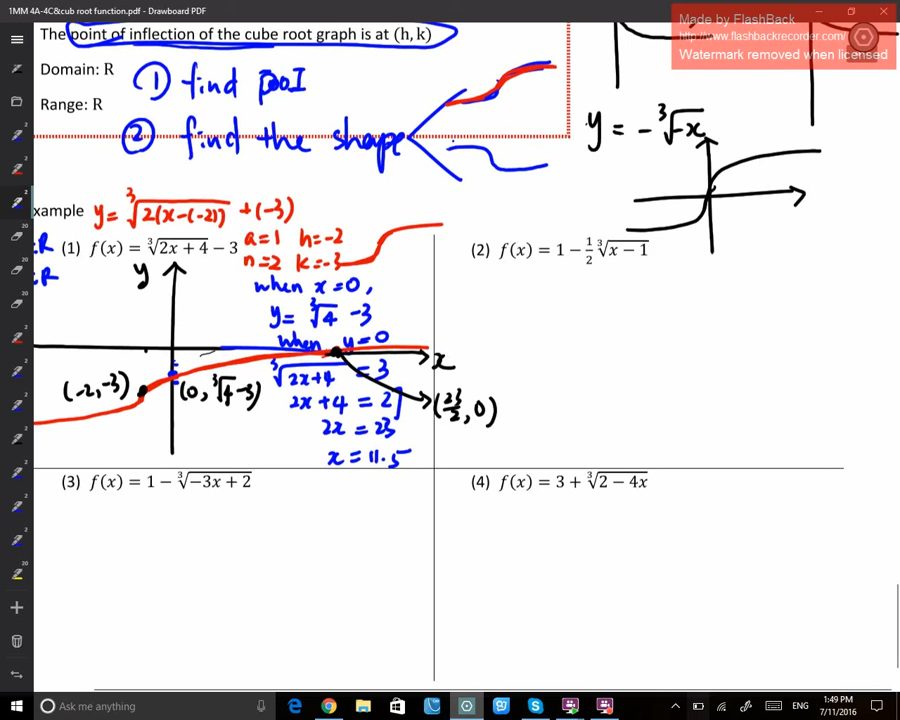 1MM 4A-4C&cub root function.pdf - Drawboard PDF
Made by FlashBack
http://www.flashbackrecorder.com/
Watermark removed when licensed
The point of inflection of the cube root graph is at (h, k)
Domain: R
① find poI
Range: R
② find the shape
y = -∛-x
xample
y = ∛2(x-(-2)) + (-3)
R
(1) f(x) = ∛2x + 4 − 3
a=1 h=-2
n=2 k=-3
R
y
when x=0,
y = ∛4 -3
when y=0
x
∛2x+4 = 3
(-2,-3)
(0, ∛4-3)
2x+4 = 27
(23/2, 0)
2x = 23
x = 11.5
(2) f(x) = 1 − 1/2 ∛x − 1
(3) f(x) = 1 − ∛−3x + 2
(4) f(x) = 3 + ∛2 − 4x
Ask me anything
ENG
1:49 PM
7/11/2016